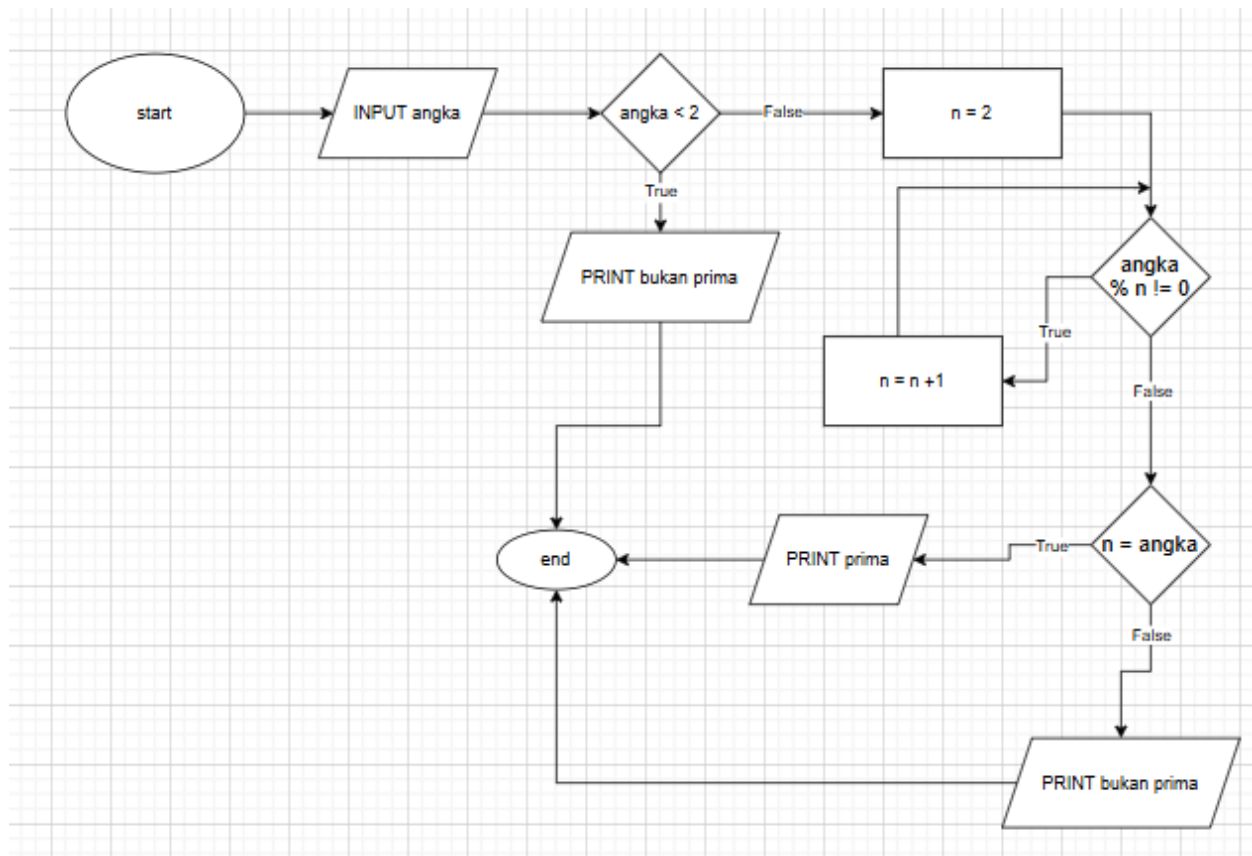 start
INPUT angka
angka < 2
False
n = 2
True
PRINT bukan prima
angka
% n != 0
True
n = n +1
False
n = angka
True
PRINT prima
end
False
PRINT bukan prima